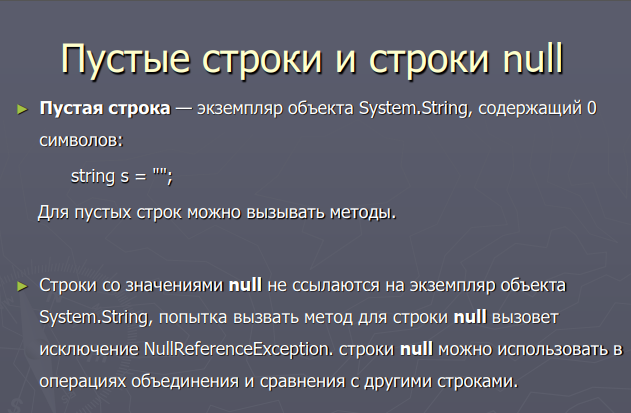 Пустые строки и строки null
► Пустая строка — экземпляр объекта System.String, содержащий 0
символов:
string s = "";
Для пустых строк можно вызывать методы.
► Строки со значениями null не ссылаются на экземпляр объекта
System.String, попытка вызвать метод для строки null вызовет
исключение NullReferenceException. строки null можно использовать в
операциях объединения и сравнения с другими строками.